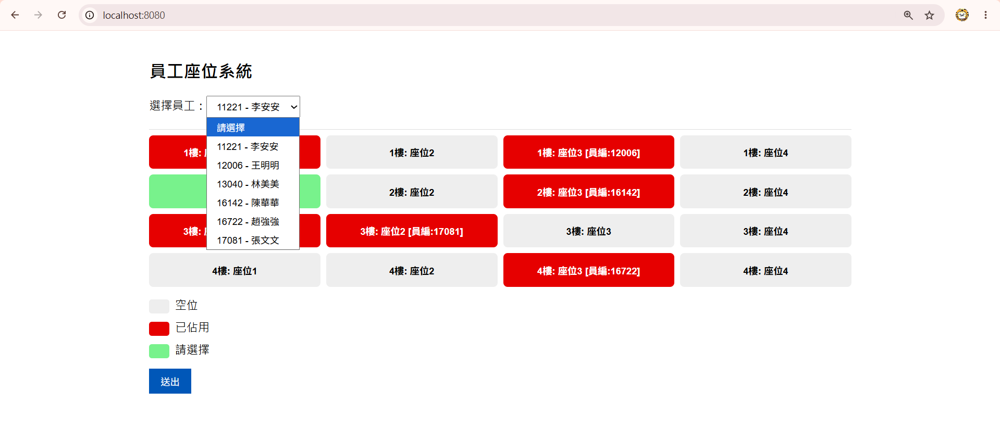 localhost:8080
員工座位系統
選擇員工：
11221 - 李安安
請選擇
11221 - 李安安
12006 - 王明明
13040 - 林美美
16142 - 陳華華
16722 - 趙強強
17081 - 張文文
1樓:
1樓: 座位2
1樓: 座位3 [員編:12006]
1樓: 座位4
2樓: 座位2
2樓: 座位3 [員編:16142]
2樓: 座位4
3樓:
3樓: 座位2 [員編:17081]
3樓: 座位3
3樓: 座位4
4樓: 座位1
4樓: 座位2
4樓: 座位3 [員編:16722]
4樓: 座位4
空位
已佔用
請選擇
送出